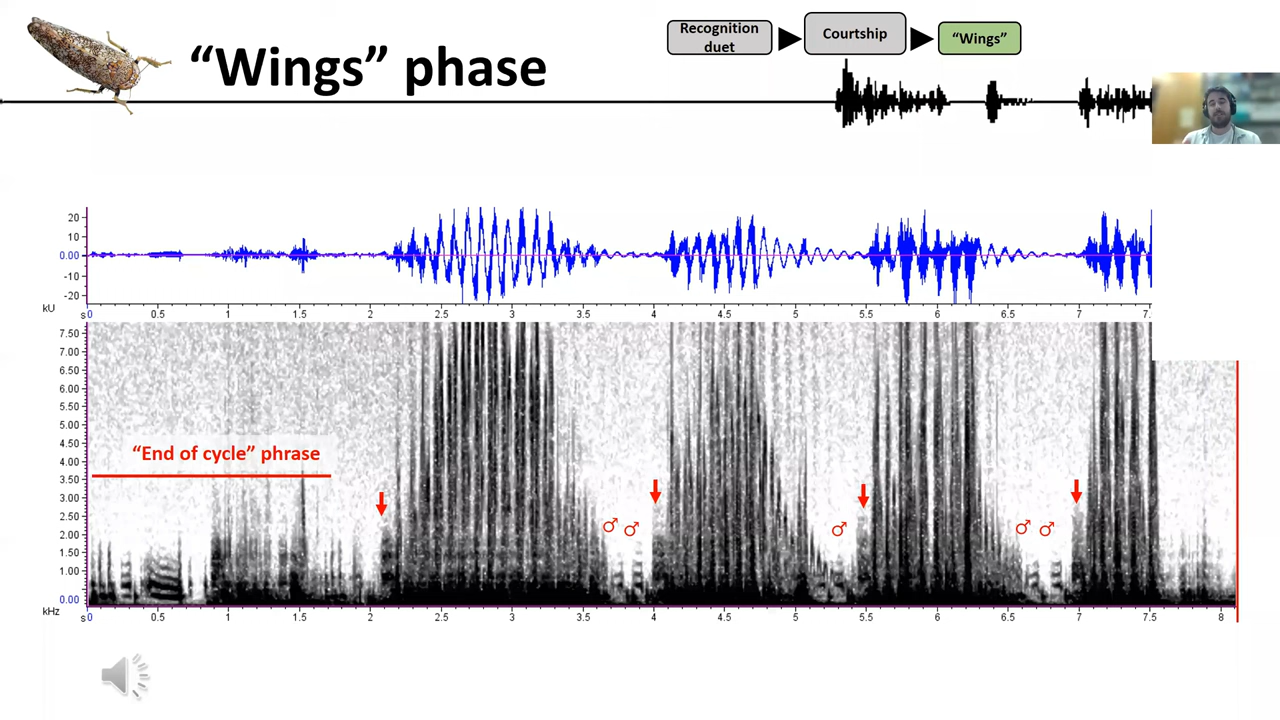 "Wings" phase
Recognition
duet
Courtship
"Wings"
20
10
0.00
-10
-20
kU
s0 0.5 1 1.5 2 2.5 3 3.5 4 4.5 5 5.5 6 6.5 7 7.
7.50
7.00
6.50
6.00
5.50
5.00
4.50
4.00
3.50
3.00
2.50
2.00
1.50
1.00
0.00
kHz
"End of cycle" phrase
♂ ♂ ♂ ♂ ♂
s0 0.5 1 1.5 2 2.5 3 3.5 4 4.5 5 5.5 6 6.5 7 7.5 8